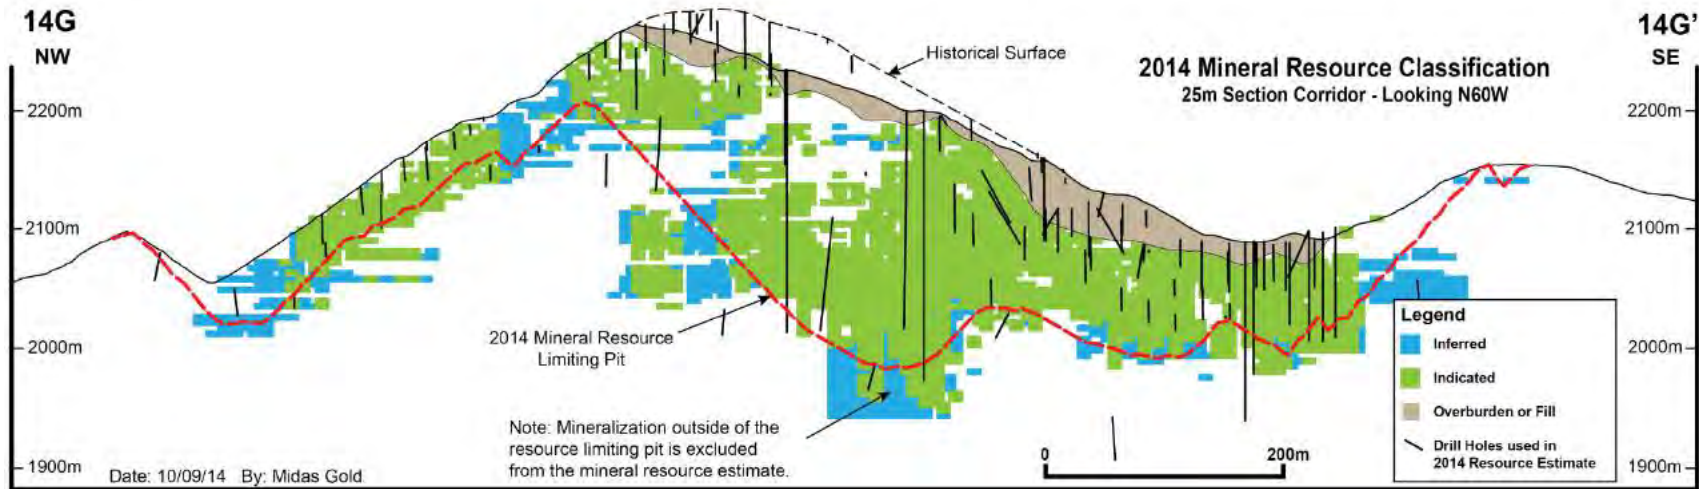 14G
NW
14G’
SE
2014 Mineral Resource Classification
25m Section Corridor - Looking N60W
Historical Surface
2200m
2100m
2000m
1900m
2200m
2100m
2000m
1900m
2014 Mineral Resource
Limiting Pit
Note: Mineralization outside of the
resource limiting pit is excluded
from the mineral resource estimate.
Date: 10/09/14 By: Midas Gold
0
200m
Legend
Inferred
Indicated
Overburden or Fill
Drill Holes used in
2014 Resource Estimate